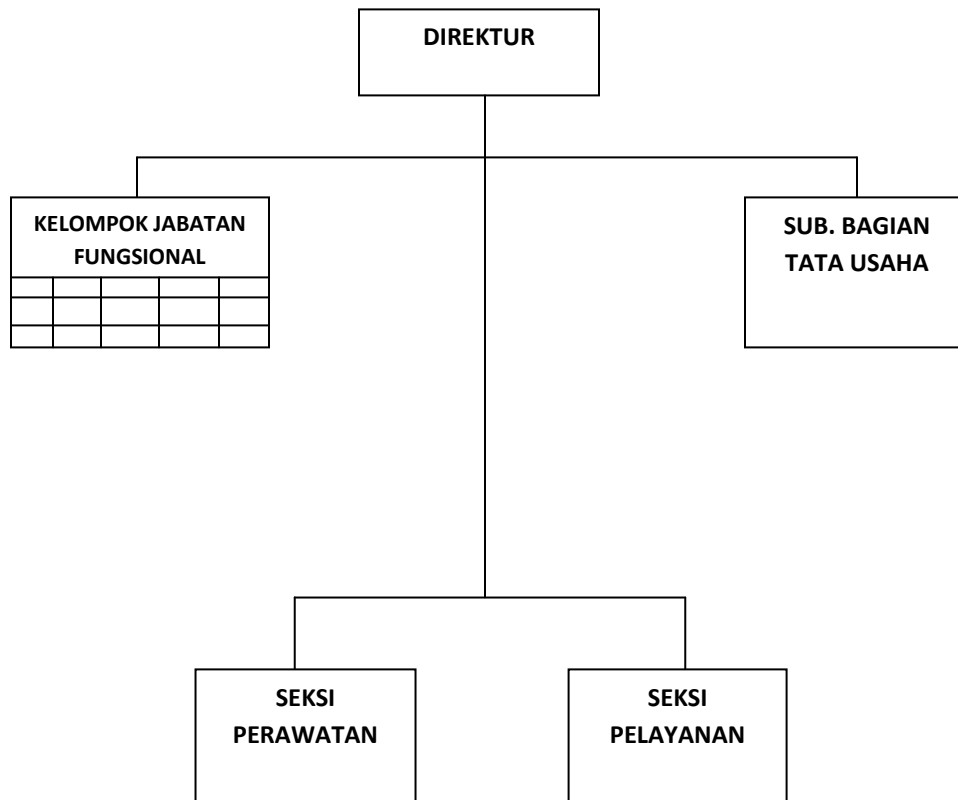 DIREKTUR
KELOMPOK JABATAN
FUNGSIONAL
SUB. BAGIAN
TATA USAHA
SEKSI
PERAWATAN
SEKSI
PELAYANAN